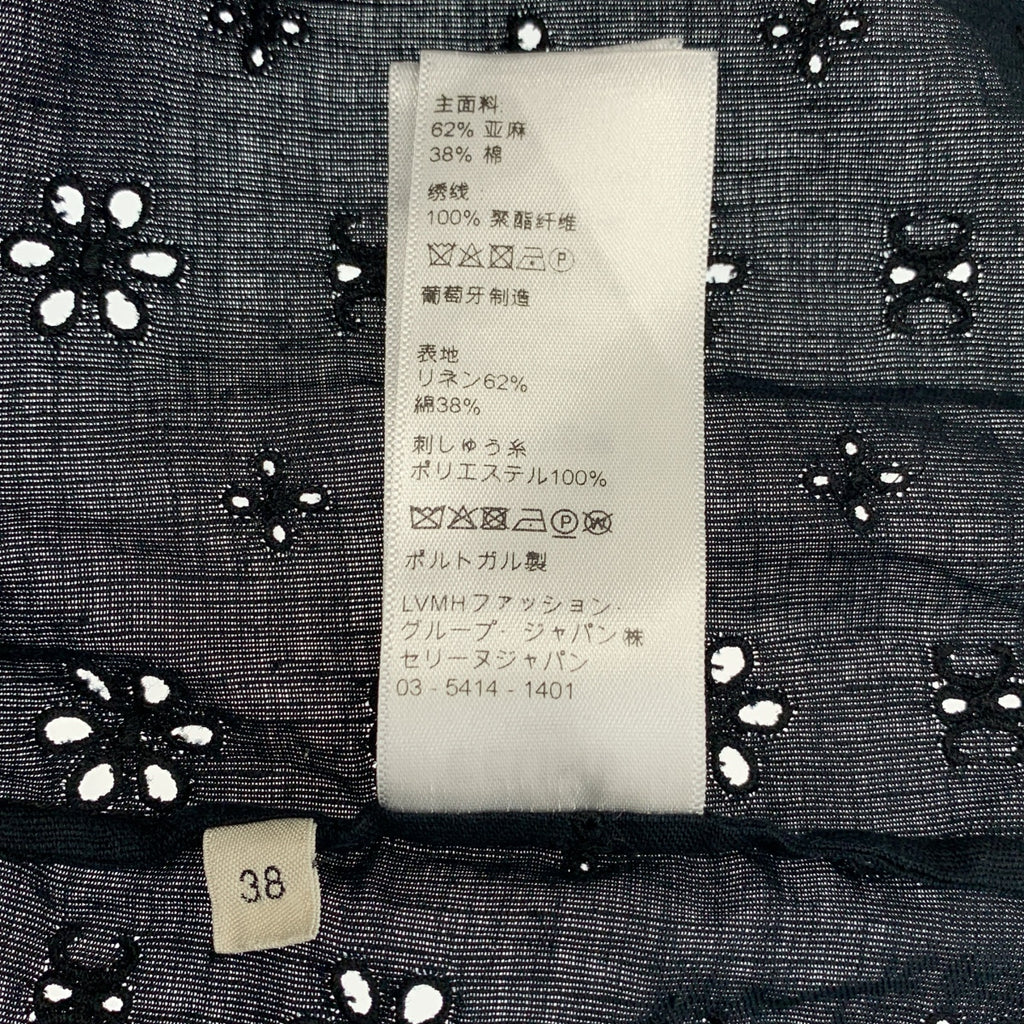 主面料
62% 亚麻
38% 棉
绣线
100% 聚酯纤维
P
葡萄牙制造
表地
リネン62%
綿38%
刺しゅう糸
ポリエステル100%
P W
ポルトガル製
LVMHファッション・
グループ・ジャパン㈱
セリーヌジャパン
03 - 5414 - 1401
38